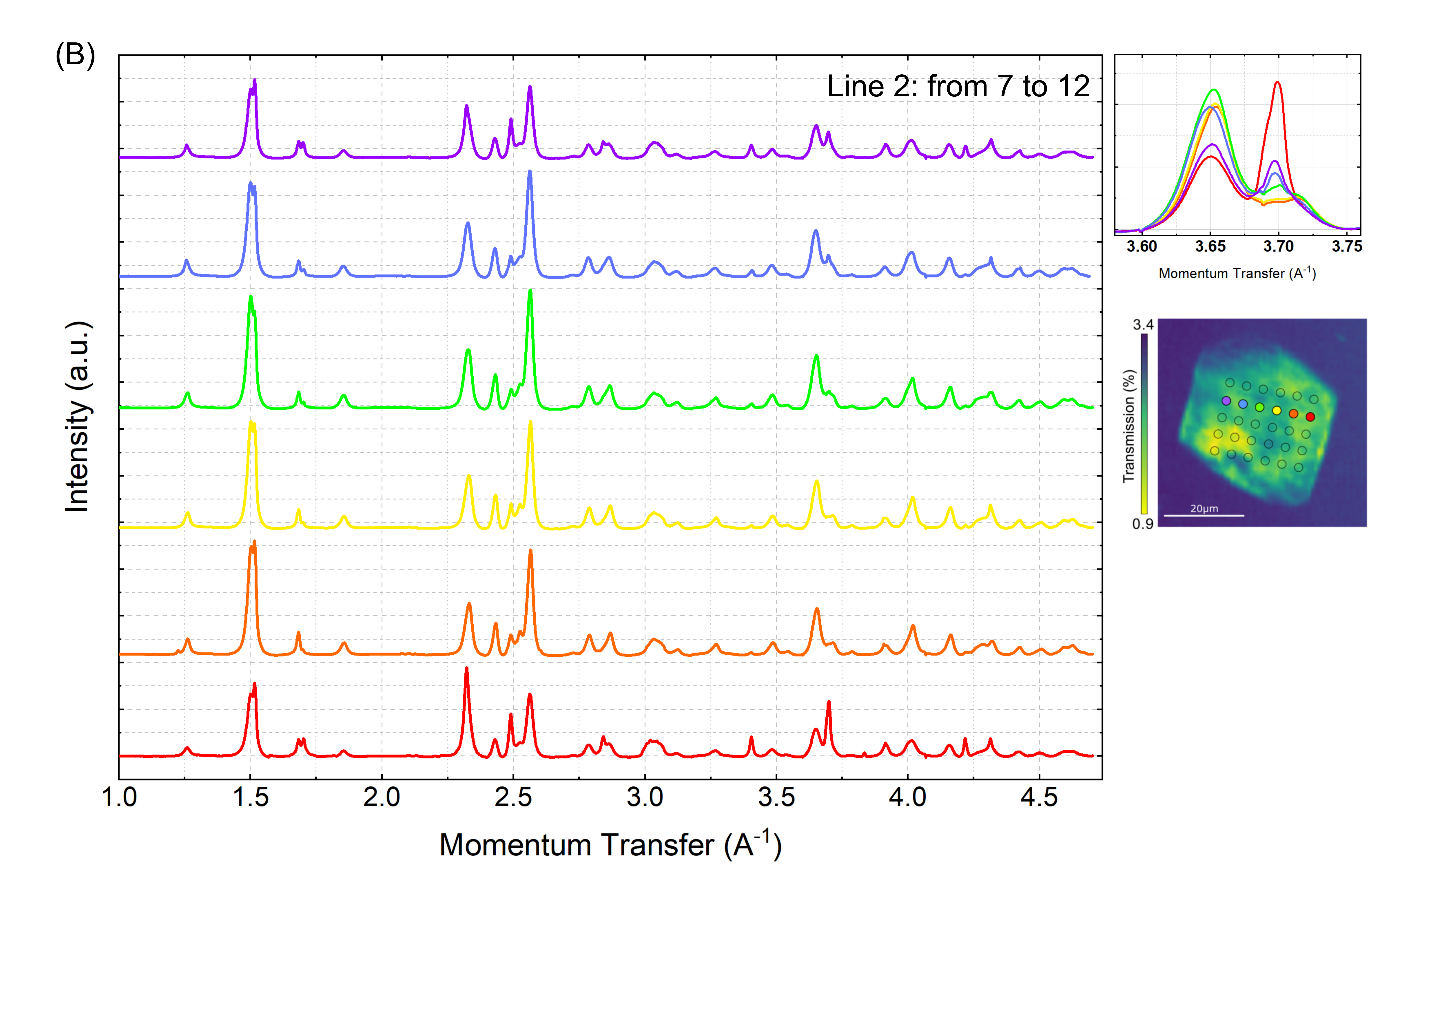 (B)
Line 2: from 7 to 12
Intensity (a.u.)
1.0 1.5 2.0 2.5 3.0 3.5 4.0 4.5
Momentum Transfer (A⁻¹)
3.60 3.65 3.70 3.75
Momentum Transfer (A⁻¹)
3.4
Transmission (%)
0.9
20μm